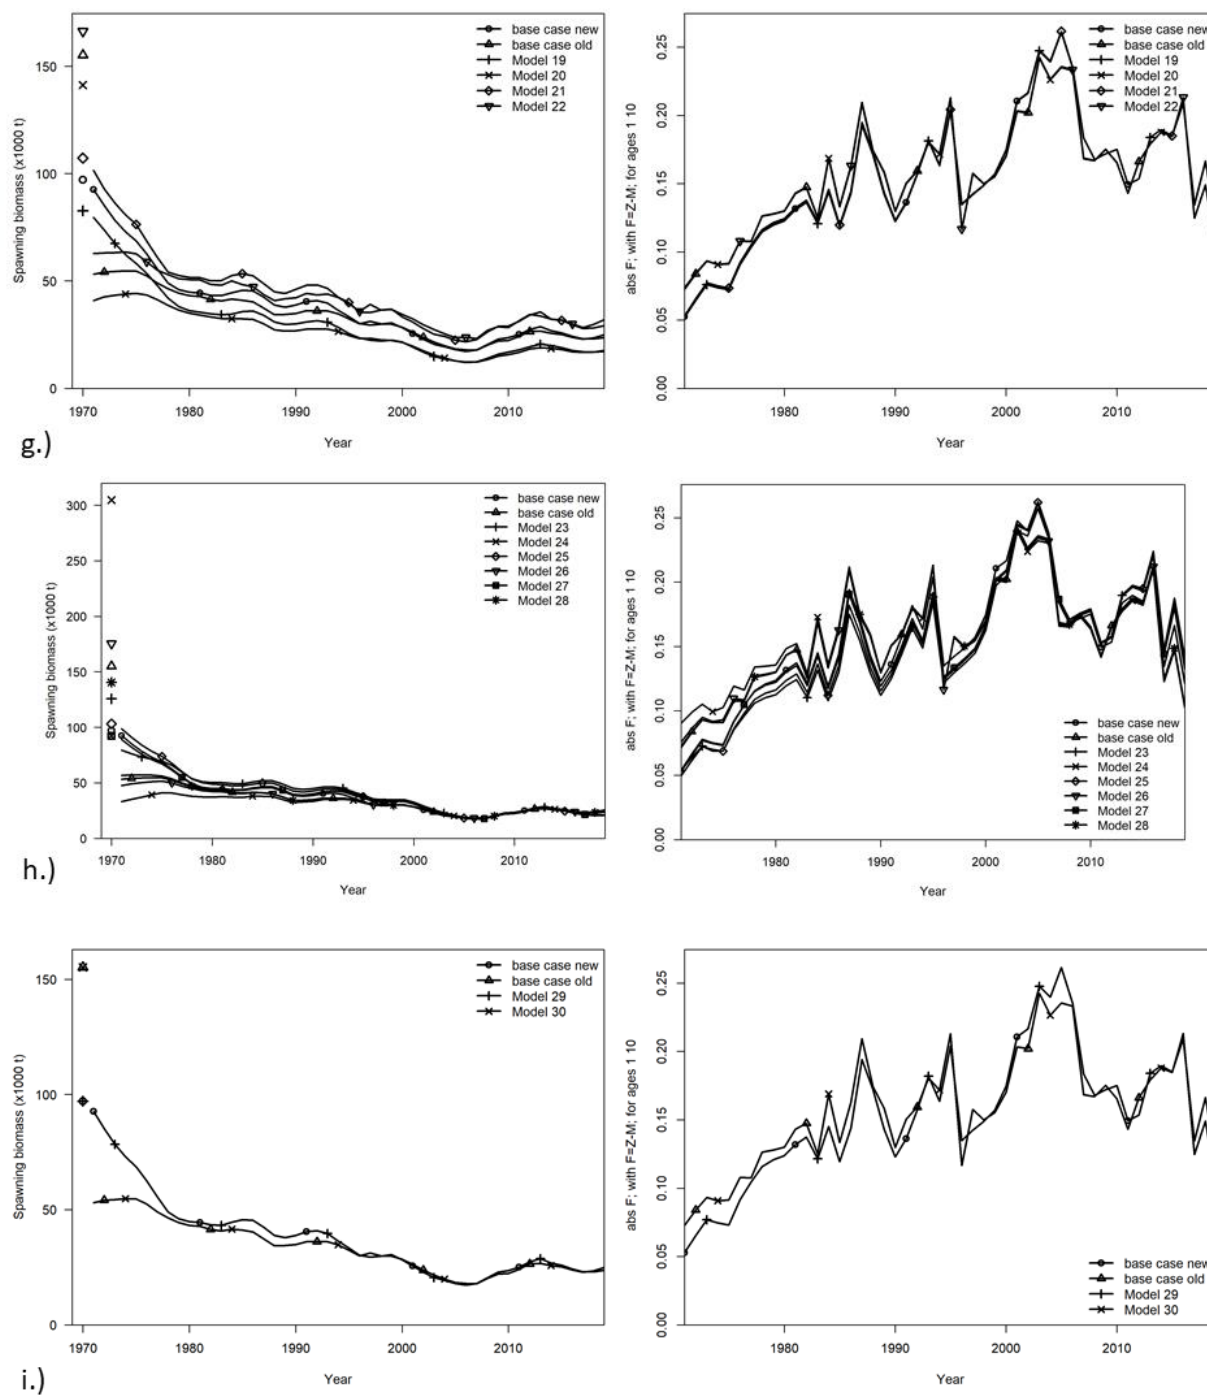 Spawning biomass (x1000 t)
150
100
50
0
1970
1980
1990
2000
2010
Year
base case new
base case old
Model 19
Model 20
Model 21
Model 22
abs F; with F=Z-M; for ages 1 10
0.25
0.20
0.15
0.10
0.05
0.00
1980
1990
2000
2010
Year
base case new
base case old
Model 19
Model 20
Model 21
Model 22
g.)
Spawning biomass (x1000 t)
300
250
200
150
100
50
0
1970
1980
1990
2000
2010
Year
base case new
base case old
Model 23
Model 24
Model 25
Model 26
Model 27
Model 28
abs F; with F=Z-M; for ages 1 10
0.25
0.20
0.15
0.10
0.05
0.00
1980
1990
2000
2010
Year
base case new
base case old
Model 23
Model 24
Model 25
Model 26
Model 27
Model 28
h.)
Spawning biomass (x1000 t)
150
100
50
0
1970
1980
1990
2000
2010
Year
base case new
base case old
Model 29
Model 30
abs F; with F=Z-M; for ages 1 10
0.25
0.20
0.15
0.10
0.05
0.00
1980
1990
2000
2010
Year
base case new
base case old
Model 29
Model 30
i.)